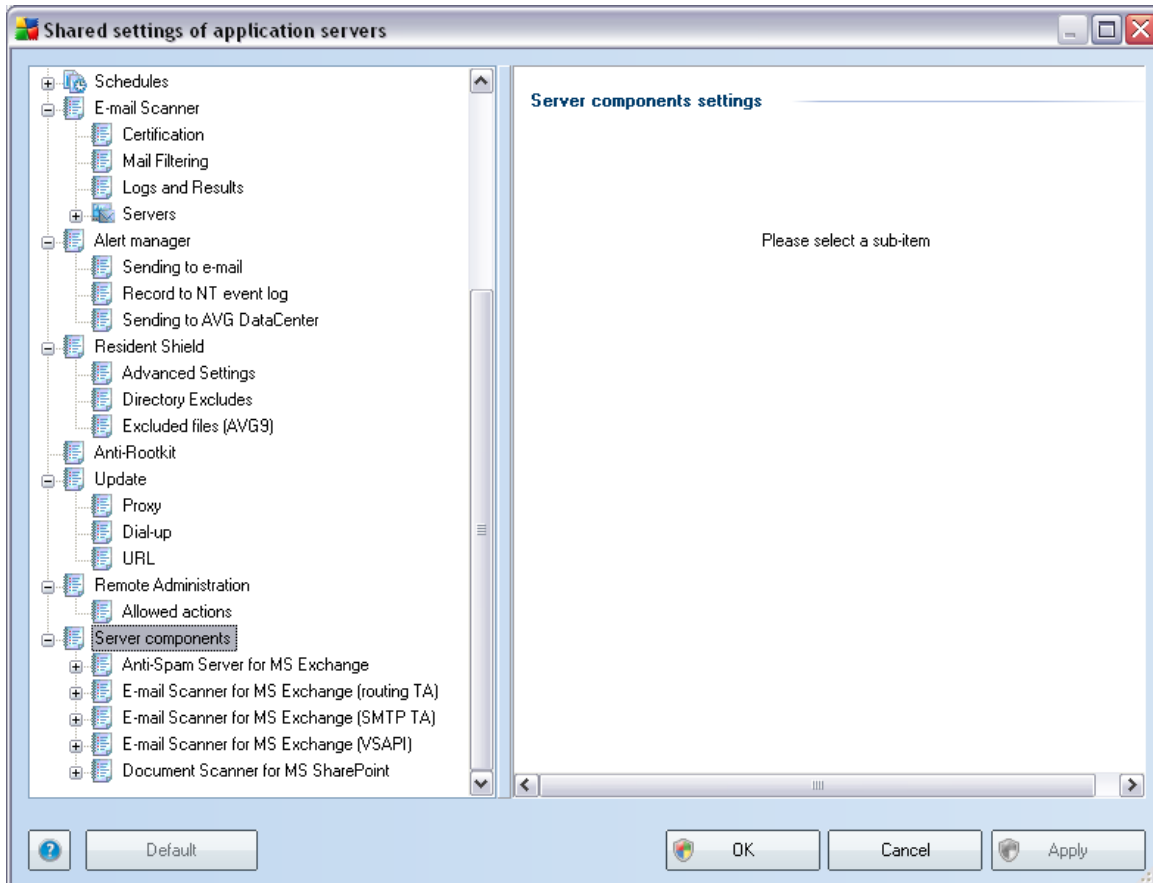 Shared settings of application servers
Schedules
E-mail Scanner
Certification
Mail Filtering
Logs and Results
Servers
Alert manager
Sending to e-mail
Record to NT event log
Sending to AVG DataCenter
Resident Shield
Advanced Settings
Directory Excludes
Excluded files (AVG9)
Anti-Rootkit
Update
Proxy
Dial-up
URL
Remote Administration
Allowed actions
Server components
Anti-Spam Server for MS Exchange
E-mail Scanner for MS Exchange (routing TA)
E-mail Scanner for MS Exchange (SMTP TA)
E-mail Scanner for MS Exchange (VSAPI)
Document Scanner for MS SharePoint
Server components settings
Please select a sub-item
Default
OK
Cancel
Apply